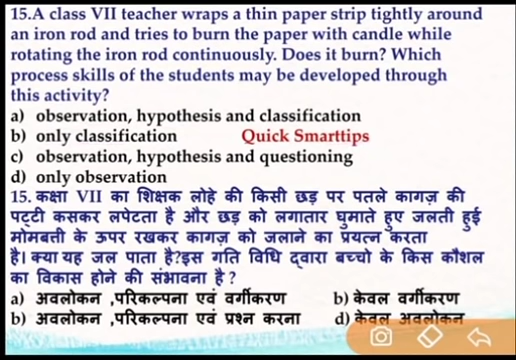 15.A class VII teacher wraps a thin paper strip tightly around
an iron rod and tries to burn the paper with candle while
rotating the iron rod continuously. Does it burn? Which
process skills of the students may be developed through
this activity?
a) observation, hypothesis and classification
b) only classification Quick Smarttips
c) observation, hypothesis and questioning
d) only observation
15. कक्षा VII का शिक्षक लोहे की किसी छड़ पर पतले कागज़ की
पट्टी कसकर लपेटता है और छड़ को लगातार घुमाते हुए जलती हुई
मोमबत्ती के ऊपर रखकर कागज़ को जलाने का प्रयत्न करता
है। क्या यह जल पाता है?इस गति विधि द्वारा बच्चो के किस कौशल
का विकास होने की संभावना है ?
a) अवलोकन ,परिकल्पना एवं वर्गीकरण b) केवल वर्गीकरण
b) अवलोकन ,परिकल्पना एवं प्रश्न करना d) केवल अवलोकन